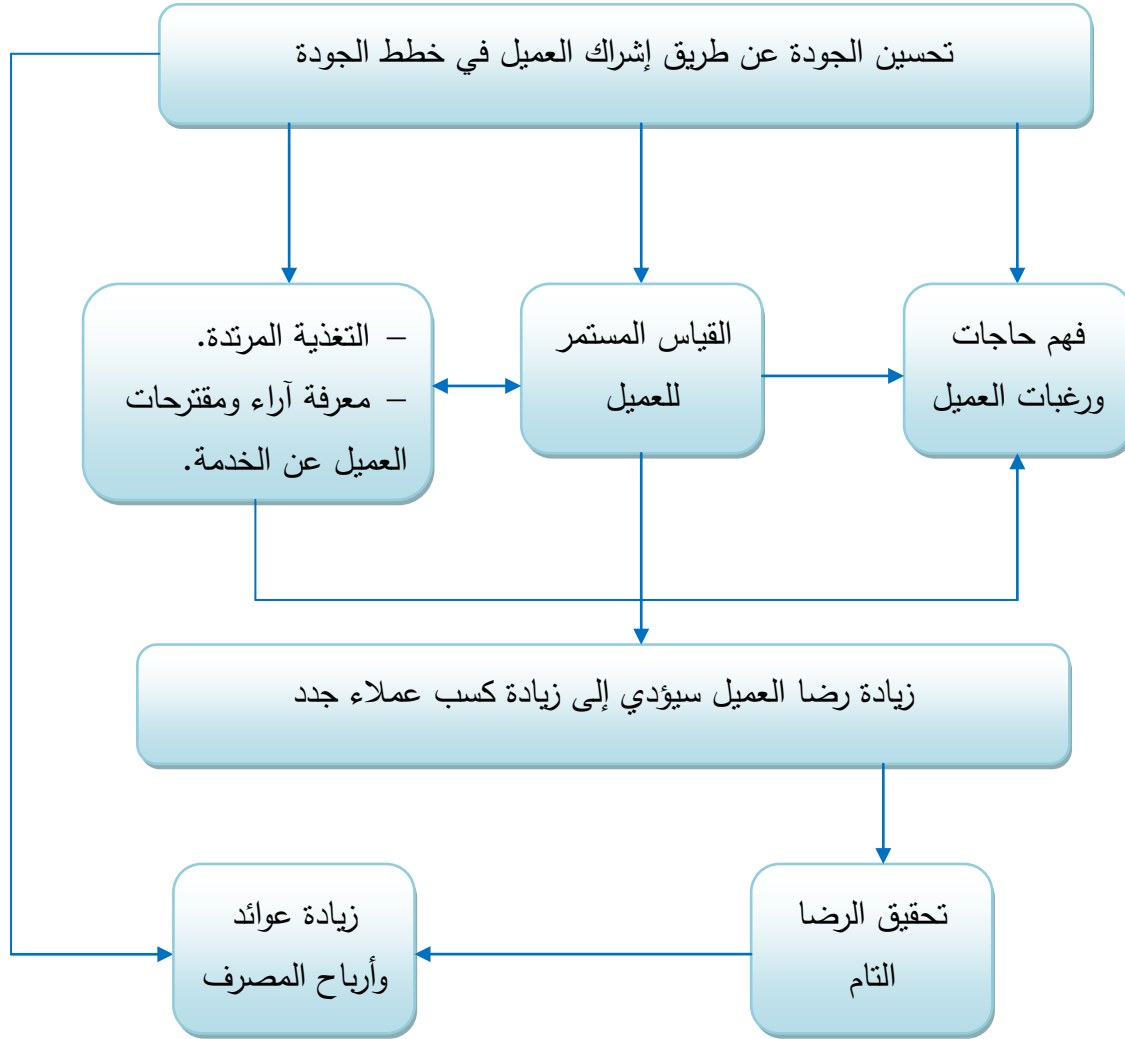 تحسين الجودة عن طريق إشراك العميل في خطط الجودة
فهم حاجات
ورغبات العميل
القياس المستمر
للعميل
– التغذية المرتدة.
– معرفة آراء ومقترحات
العميل عن الخدمة.
زيادة رضا العميل سيؤدي إلى زيادة كسب عملاء جدد
تحقيق الرضا
التام
زيادة عوائد
وأرباح المصرف